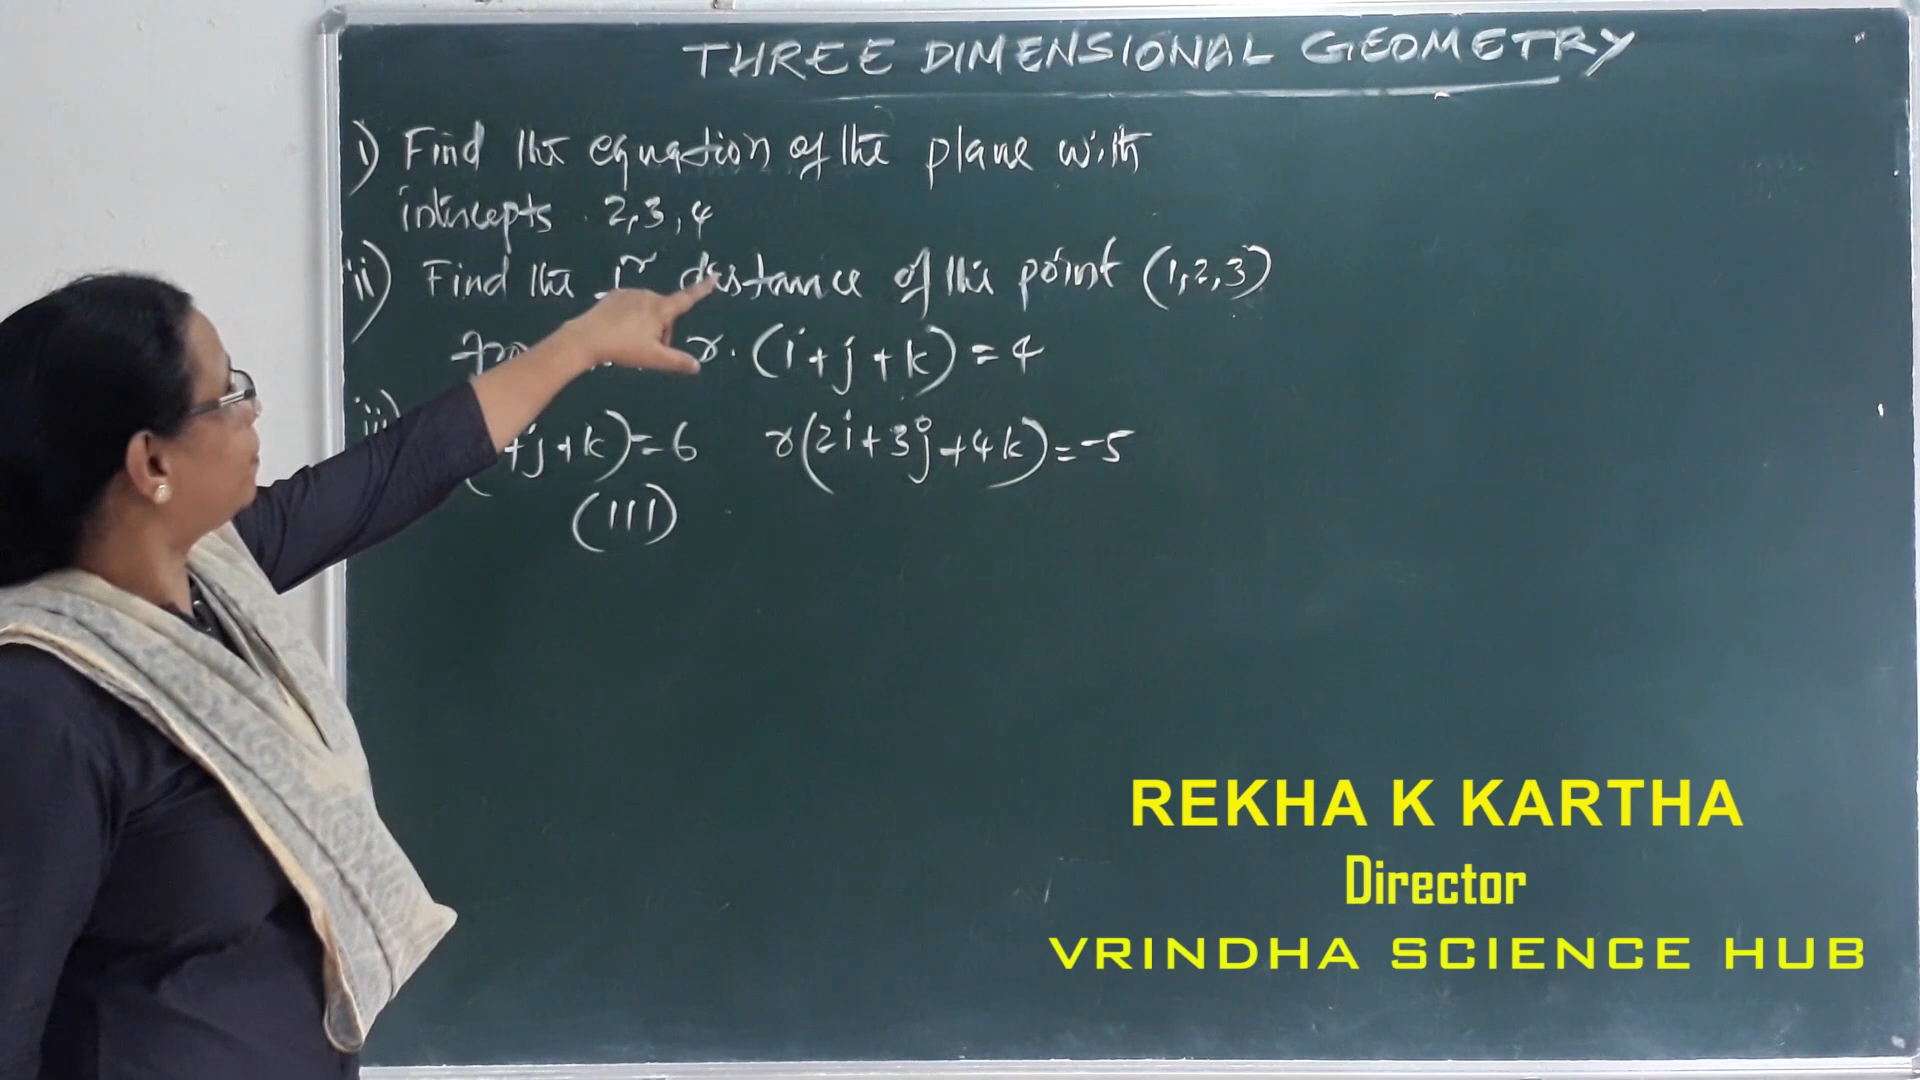 THREE DIMENSIONAL GEOMETRY
i) Find the equation of the plane with
intercepts 2,3,4
ii) Find the ⊥r distance of the point (1,2,3)
r.(i+j+k)=4
iii) +j+k)=6 r(2i+3j+4k)=-5
(111)
REKHA K KARTHA
Director
VRINDHA SCIENCE HUB